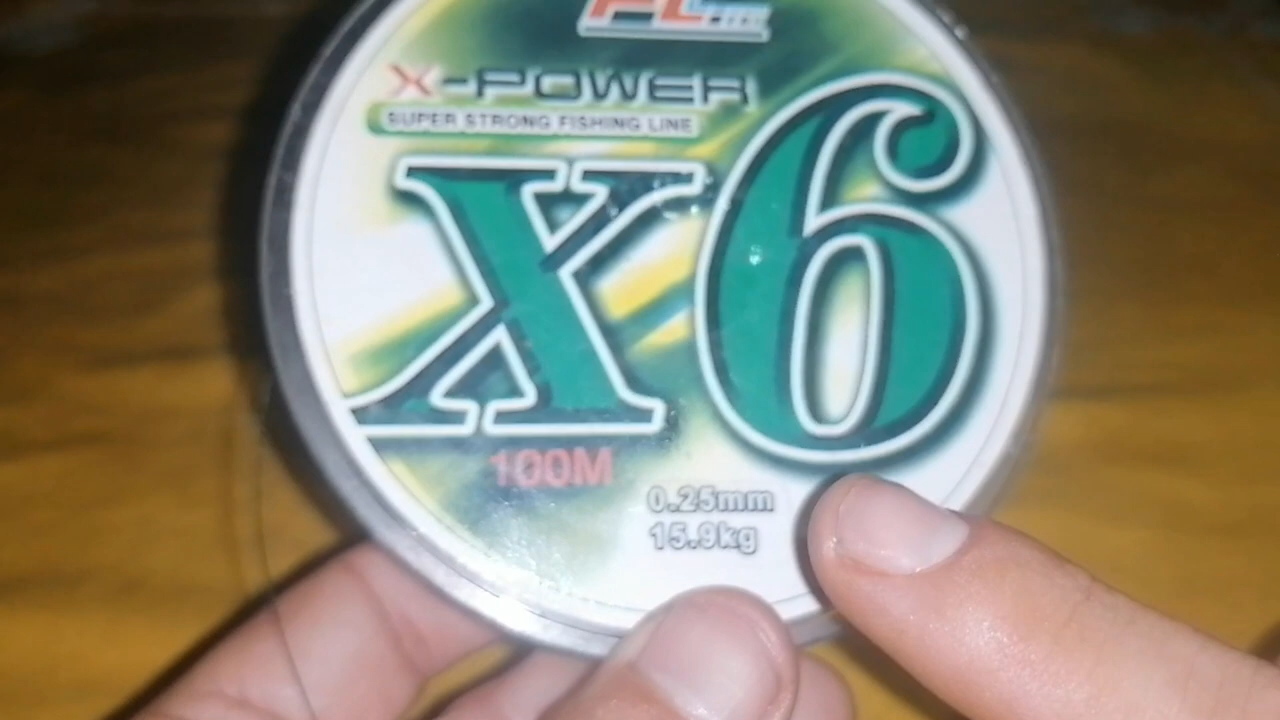 X-POWER
SUPER STRONG FISHING LINE
X6
100M
0.25mm
15.9kg